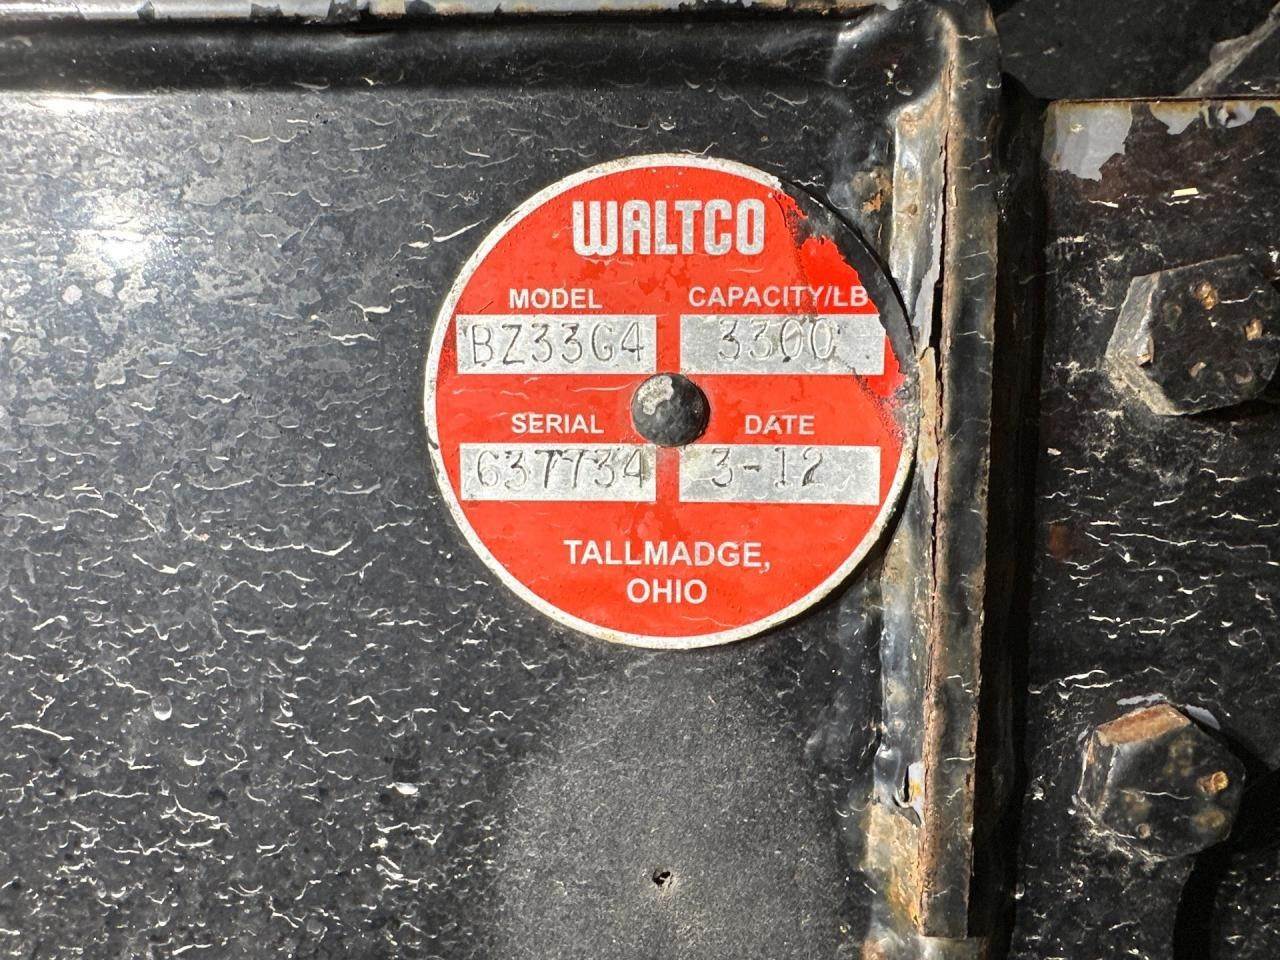 WALTCO
MODEL CAPACITY/LB
BZ33G4 3300
SERIAL DATE
637734 3-12
TALLMADGE,
OHIO